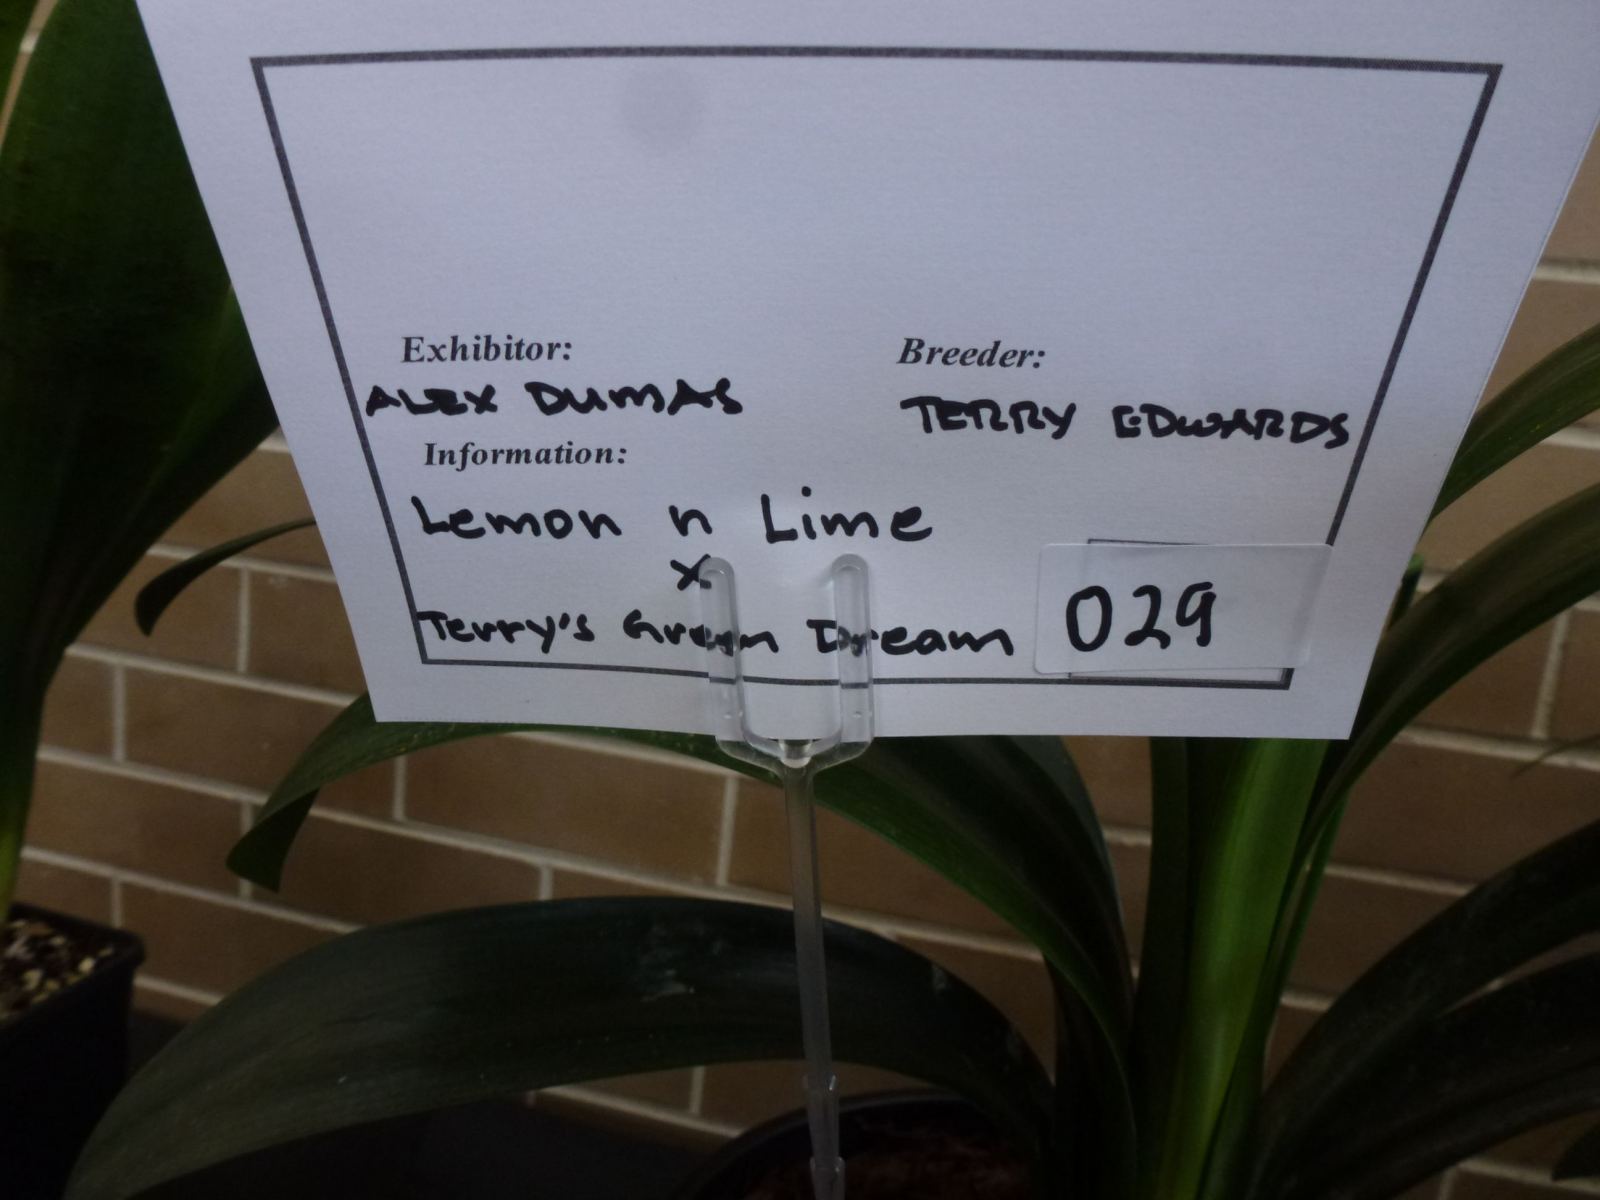 Exhibitor: Breeder:
ALEX DUMAS TERRY EDWARDS
Information:
Lemon n Lime
x
Terry's Green Dream 029